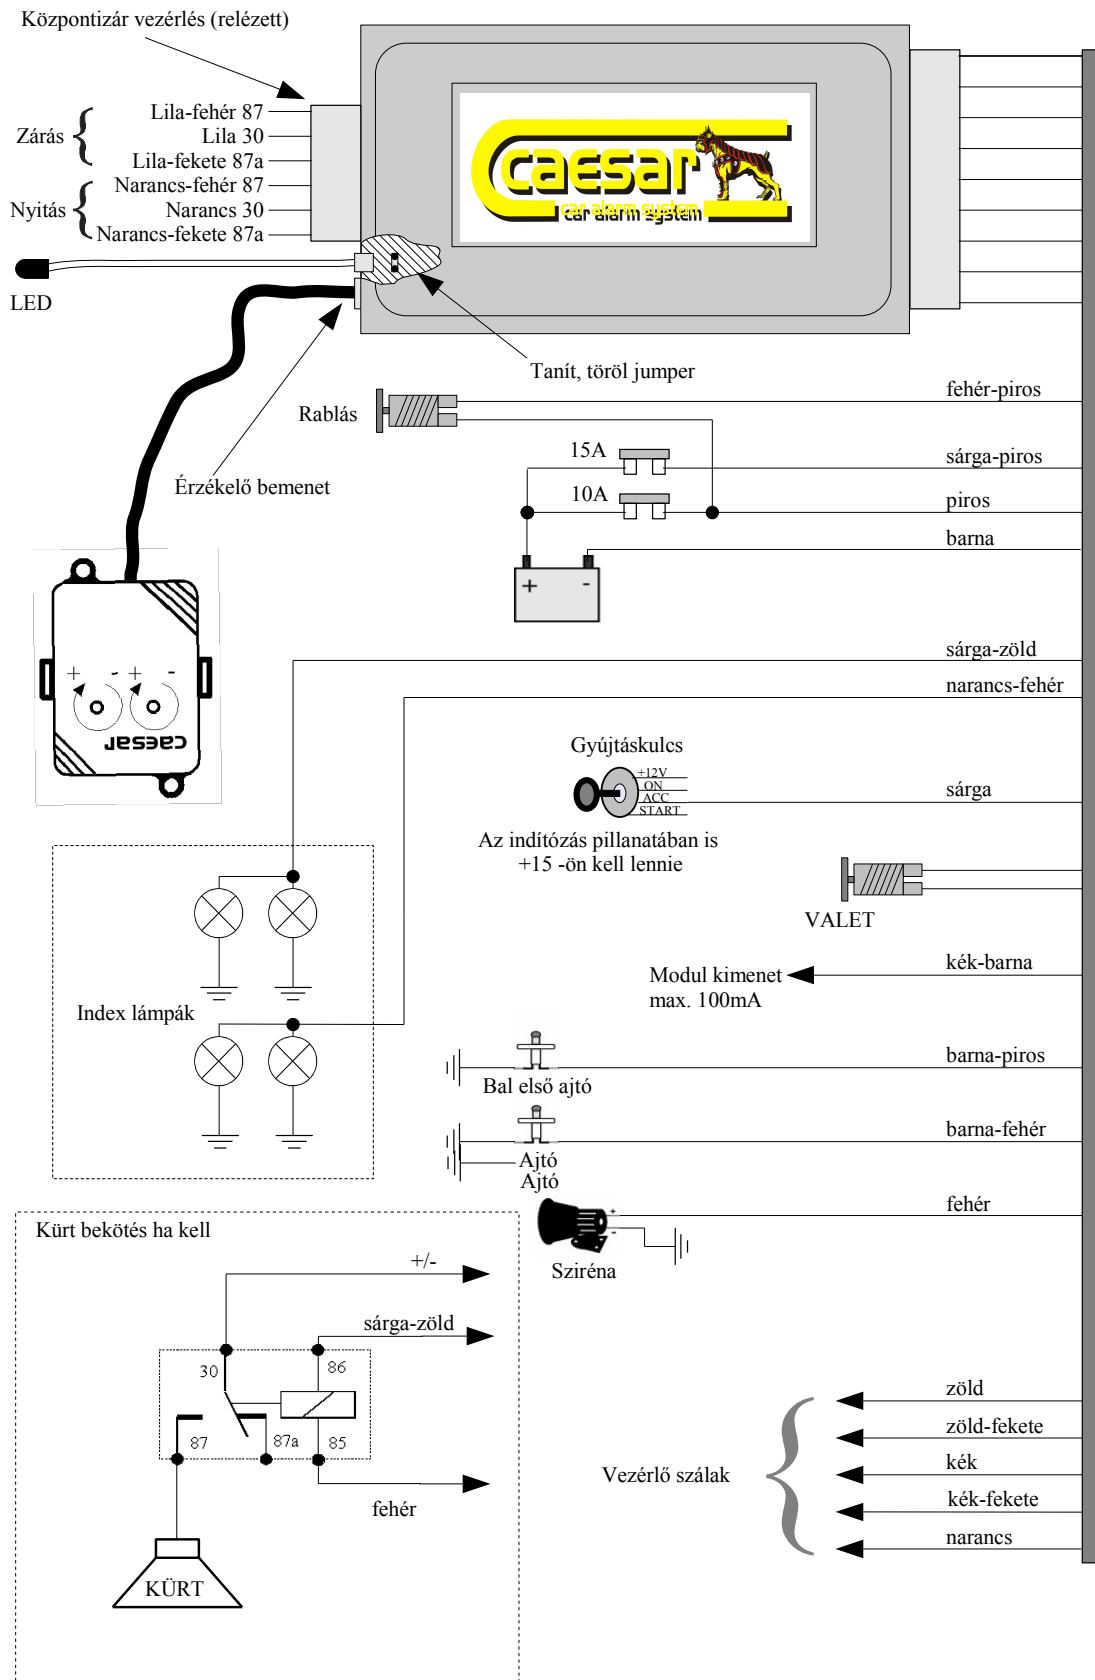 Központizár vezérlés (relézett)
Zárás
Lila-fehér 87
Lila 30
Lila-fekete 87a
Nyitás
Narancs-fehér 87
Narancs 30
Narancs-fekete 87a
LED
caesar
car alarm system
Tanít, töröl jumper
Érzékelő bemenet
Rablás
fehér-piros
15A
sárga-piros
10A
piros
barna
+ -
+ - + -
caesar
sárga-zöld
narancs-fehér
Gyújtáskulcs
+12V
ON
ACC
START
sárga
Az indítózás pillanatában is
+15 -ön kell lennie
VALET
kék-barna
Modul kimenet
max. 100mA
Index lámpák
barna-piros
Bal első ajtó
barna-fehér
Ajtó
Ajtó
fehér
+
-
Sziréna
Kürt bekötés ha kell
+/-
sárga-zöld
30
86
87
87a
85
fehér
KÜRT
Vezérlő szálak
zöld
zöld-fekete
kék
kék-fekete
narancs